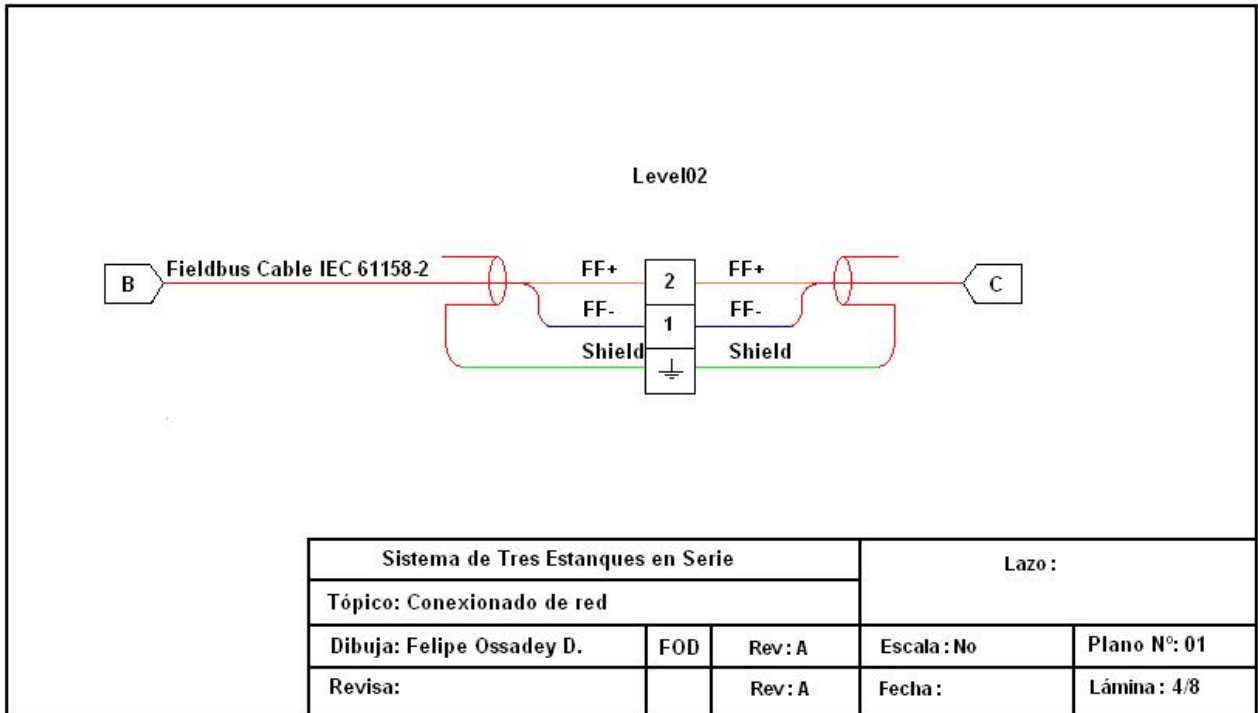 Level02
B
Fieldbus Cable IEC 61158-2
FF+
2
FF+
C
FF-
1
FF-
Shield
Shield
Sistema de Tres Estanques en Serie
Lazo :
Tópico: Conexionado de red
Dibuja: Felipe Ossadey D.
FOD
Rev : A
Escala : No
Plano Nº: 01
Revisa:
Rev : A
Fecha :
Lámina : 4/8